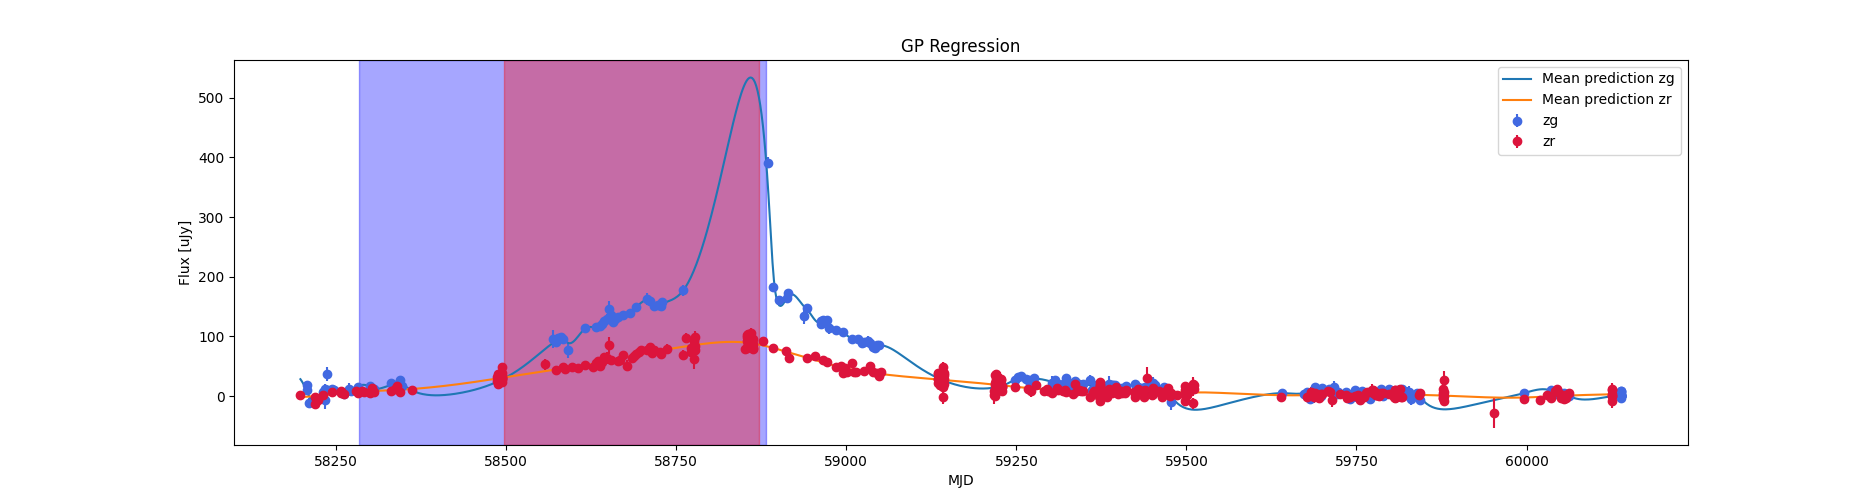 GP Regression
Mean prediction zg
Mean prediction zr
zg
zr
Flux [uJy]
500
400
300
200
100
0
58250
58500
58750
59000
59250
59500
59750
60000
MJD